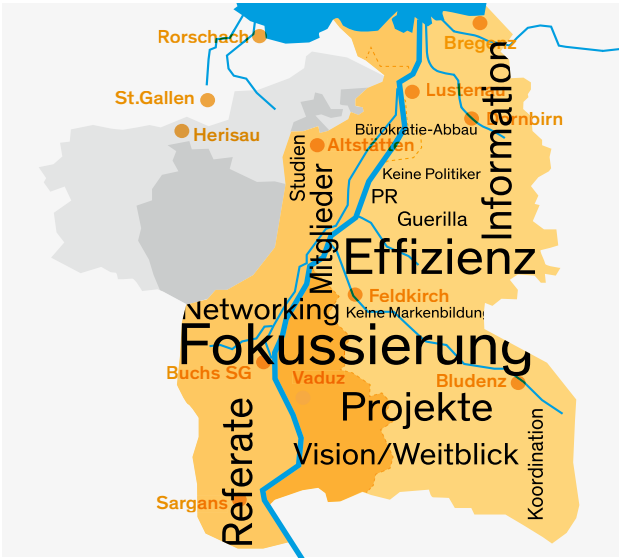 Rorschach
Bregenz
Information
St.Gallen
Lustenau
Dornbirn
Herisau
Bürokratie-Abbau
Studien
Altstätten
Mitglieder
Keine Politiker
PR
Guerilla
Effizienz
Feldkirch
Networking
Keine Markenbildung
Fokussierung
Buchs SG
Vaduz
Bludenz
Projekte
Referate
Koordination
Vision/Weitblick
Sargans